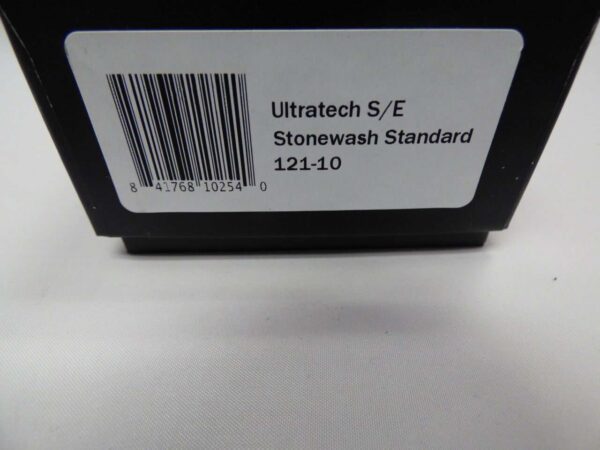 Ultratech S/E
Stonewash Standard
121-10
8 41768 10254 0